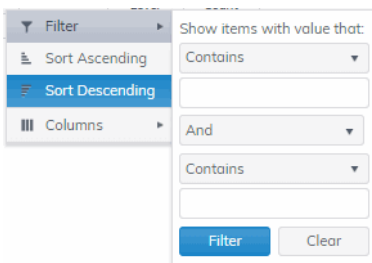 Filter
Sort Ascending
Sort Descending
Columns
Show items with value that:
Contains
And
Contains
Filter
Clear